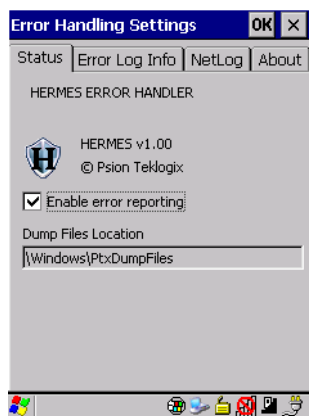 Error Handling Settings OK ×
Status Error Log Info NetLog About
HERMES ERROR HANDLER
H
HERMES v1.00
© Psion Teklogix
Enable error reporting
Dump Files Location
\Windows\PtxDumpFiles